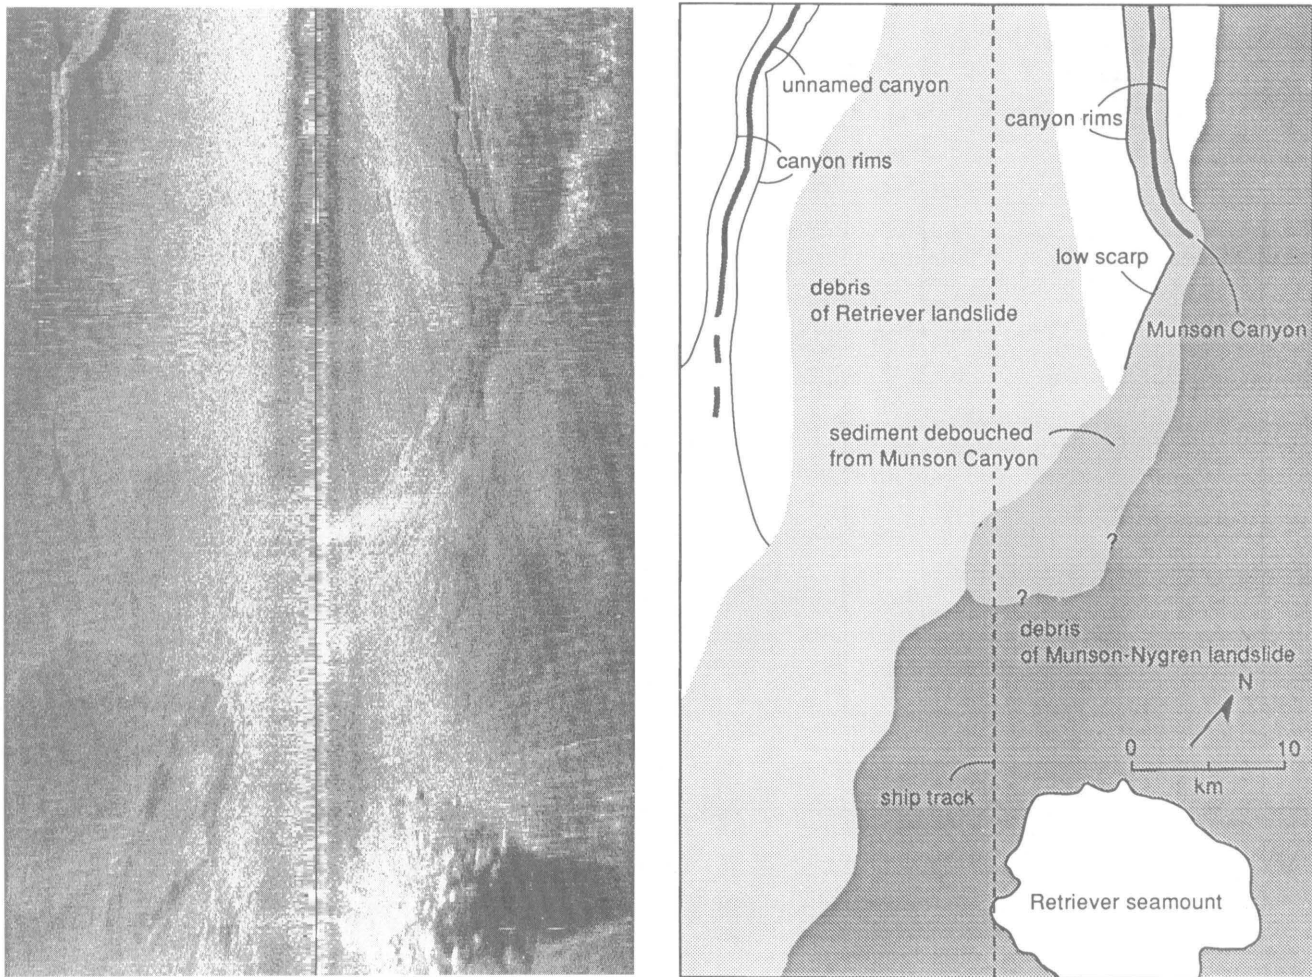 unnamed canyon
canyon rims
canyon rims
low scarp
debris
of Retriever landslide
Munson Canyon
sediment debouched
from Munson Canyon
?
?
debris
of Munson-Nygren landslide
N
0 10
km
ship track
Retriever seamount